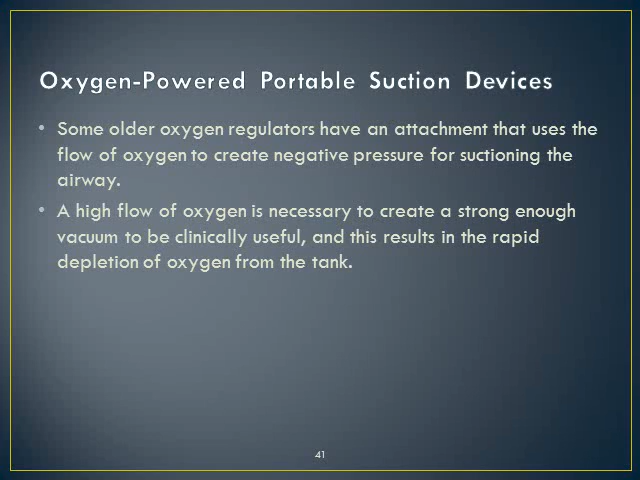 Oxygen-Powered Portable Suction Devices
• Some older oxygen regulators have an attachment that uses the
flow of oxygen to create negative pressure for suctioning the
airway.
• A high flow of oxygen is necessary to create a strong enough
vacuum to be clinically useful, and this results in the rapid
depletion of oxygen from the tank.
41